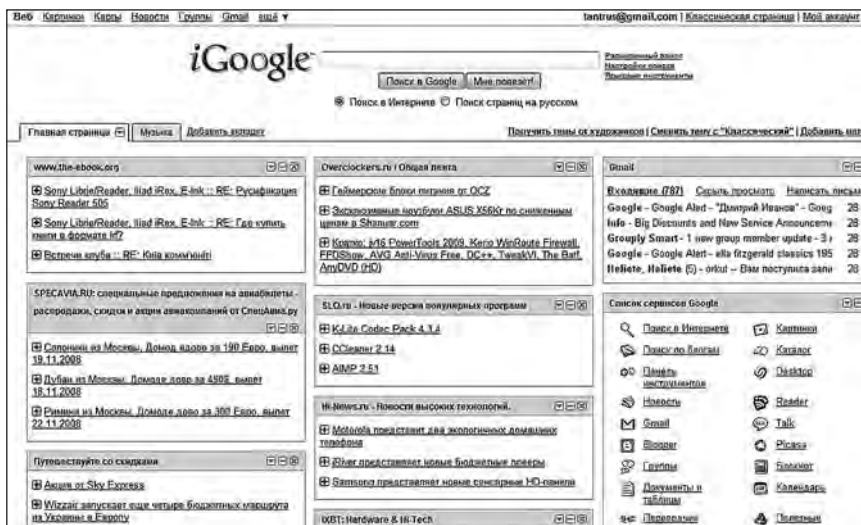 Веб Картинки Карты Новости Группы Gmail ещё ▼
tantrus@gmail.com | Классическая страница | Мой аккаунт
iGoogle
Расширенный поиск
Настройки поиска
Языковые инструменты
Поиск в Google Мне повезёт!
Поиск в Интернете Поиск страниц на русском
Главная страница Музыка Добавить вкладку
Получить темы от художников | Сменить тему с "Классический" | Добавить
www.the-ebook.org
Sony Librie/Reader, Iliad iRex, E-Ink :: RE: Русификация
Sony Reader 505
Sony Librie/Reader, Iliad iRex, E-Ink :: RE: Где купить
книги в формате lrf?
Встречи клуба :: RE: Київ комм'юніті
SPECAVIA.RU: специальные предложения на авиабилеты -
распродажи, скидки и акции авиакомпаний от СпецАвиа.ру
Салоники из Москвы, Домодедово за 190 Евро, вылет
19.11.2008
Дубаи из Москвы, Домодедово за 450$, вылет
18.11.2008
Римини из Москвы, Домодедово за 300 Евро, вылет
22.11.2008
Путешествуйте со скидками
Акция от Sky Express
Wizzair запускает еще четыре бюджетных маршрута
из Украины в Европу
Overclockers.ru | Общая лента
Геймерские блоки питания от OCZ
Эксклюзивные ноутбуки ASUS X56Kr по сниженным
ценам в Sharuser.com
Кратко: jv16 PowerTools 2009, Kerio WinRoute Firewall,
FFDShow, AVG Anti-Virus Free, DC++, TweakVI, The Bat!,
AnyDVD (HD)
SLO.ru - Новые версии популярных программ
K-Lite Codec Pack 4.3.4
CCleaner 2.14
AIMP 2.51
Hi-News.ru - Новости высоких технологий.
Motorola представит два экологичных домашних
телефона
iRiver представляет новые бюджетные плееры
Samsung представляет новые сенсорные HD-панели
iXBT: Hardware & Hi-Tech
Gmail
Входящие (787) Скрыть просмотр Написать
Google - Google Alert - "Дмитрий Иванов" - Goog 28
Info - Big Discounts and New Service Announceme 28
Grouply Smart - 1 new group member update - 3 28
Google - Google Alert - ella fitzgerald classics 195 28
Heliete, Heliete (5) - orkut -- Вам поступила запи 28
Список сервисов Google
Поиск в Интернете Картинки
Поиск по блогам Каталог
Панель
инструментов Desktop
Новости Reader
Gmail Talk
Blogger Picasa
Группы Блокнот
Документы и
таблицы Календарь
Переводчик Полезные